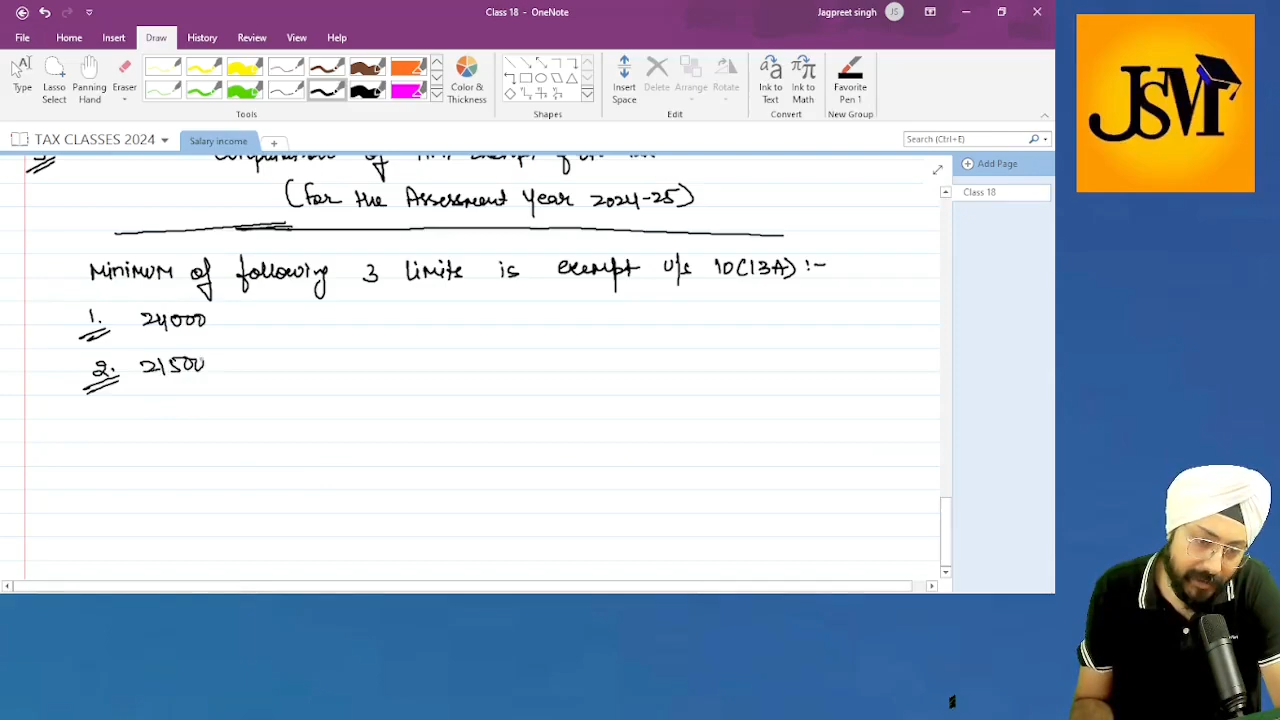 Class 18 - OneNote
Jagpreet singh JS
File Home Insert Draw History Review View Help
Type
Lasso Select
Panning Hand
Eraser
Color & Thickness
Insert Space
Delete
Arrange
Rotate
Ink to Text
Ink to Math
Favorite Pen 1
Tools
Shapes
Edit
Convert
New Group
TAX CLASSES 2024
Salary income
Search (Ctrl+E)
Add Page
Class 18
(For the Assessment Year 2024-25)
Minimum of following 3 limits is exempt u/s 10(13A) :-
1. 24000
2. 21500
JSM